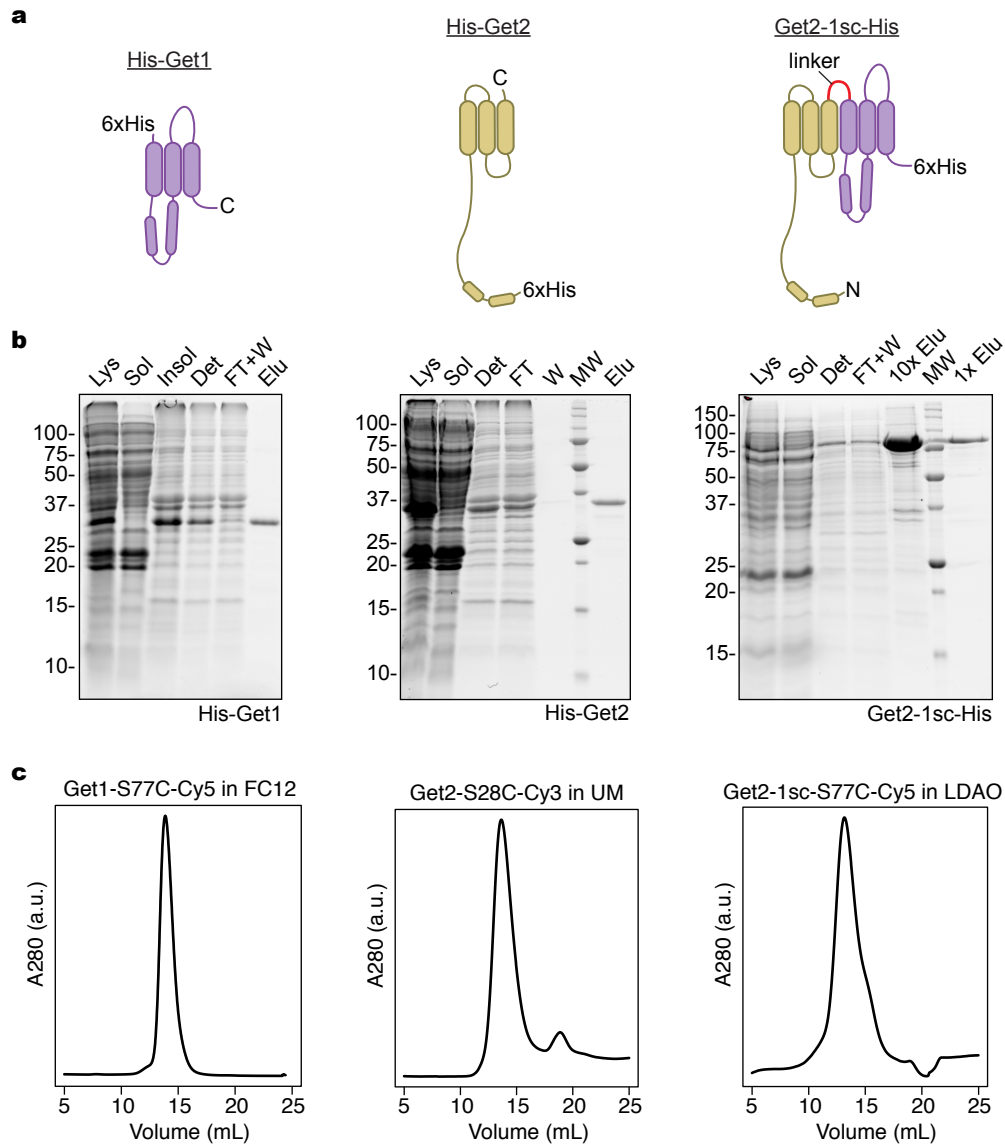 a
His-Get1
His-Get2
Get2-1sc-His
6xHis
C
C
6xHis
linker
6xHis
N
b
Lys Sol Insol Det FT+W Elu
100-
75-
50-
37-
25-
20-
15-
10-
His-Get1
Lys Sol Det FT W MW Elu
100-
75-
50-
37-
25-
20-
15-
10-
His-Get2
Lys Sol Det FT+W 10x Elu MW 1x Elu
150-
100-
75-
50-
37-
25-
20-
15-
Get2-1sc-His
c
Get1-S77C-Cy5 in FC12
A280 (a.u.)
5 10 15 20 25
Volume (mL)
Get2-S28C-Cy3 in UM
A280 (a.u.)
5 10 15 20 25
Volume (mL)
Get2-1sc-S77C-Cy5 in LDAO
A280 (a.u.)
5 10 15 20 25
Volume (mL)